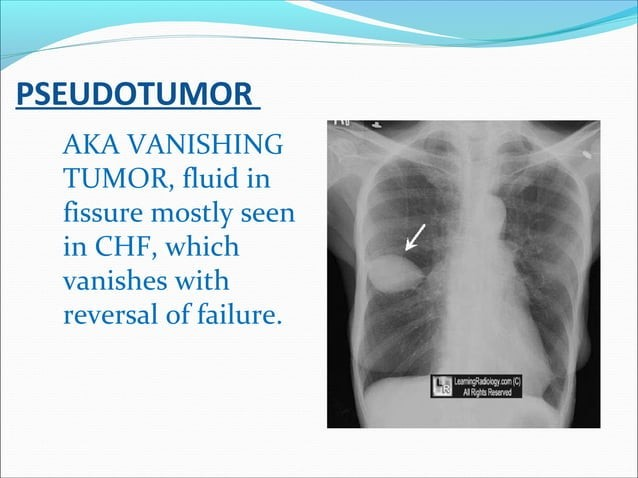 PSEUDOTUMOR
AKA VANISHING
TUMOR, fluid in
fissure mostly seen
in CHF, which
vanishes with
reversal of failure.
LR
LearningRadiology.com (C)
All Rights Reserved